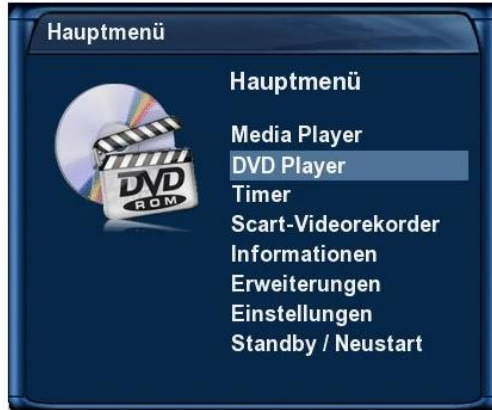 Hauptmenü
Hauptmenü
Media Player
DVD Player
Timer
Scart-Videorekorder
Informationen
Erweiterungen
Einstellungen
Standby / Neustart
DVD
ROM